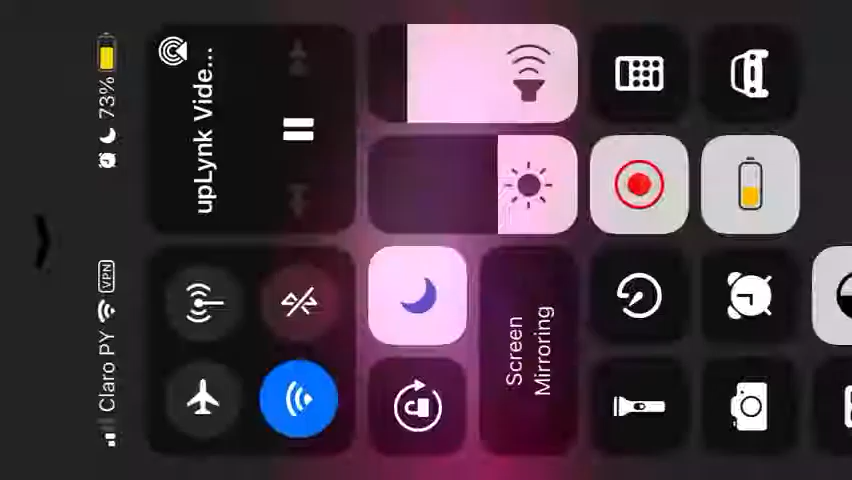 Claro PY VPN
73%
upLynk Vide...
Screen
Mirroring